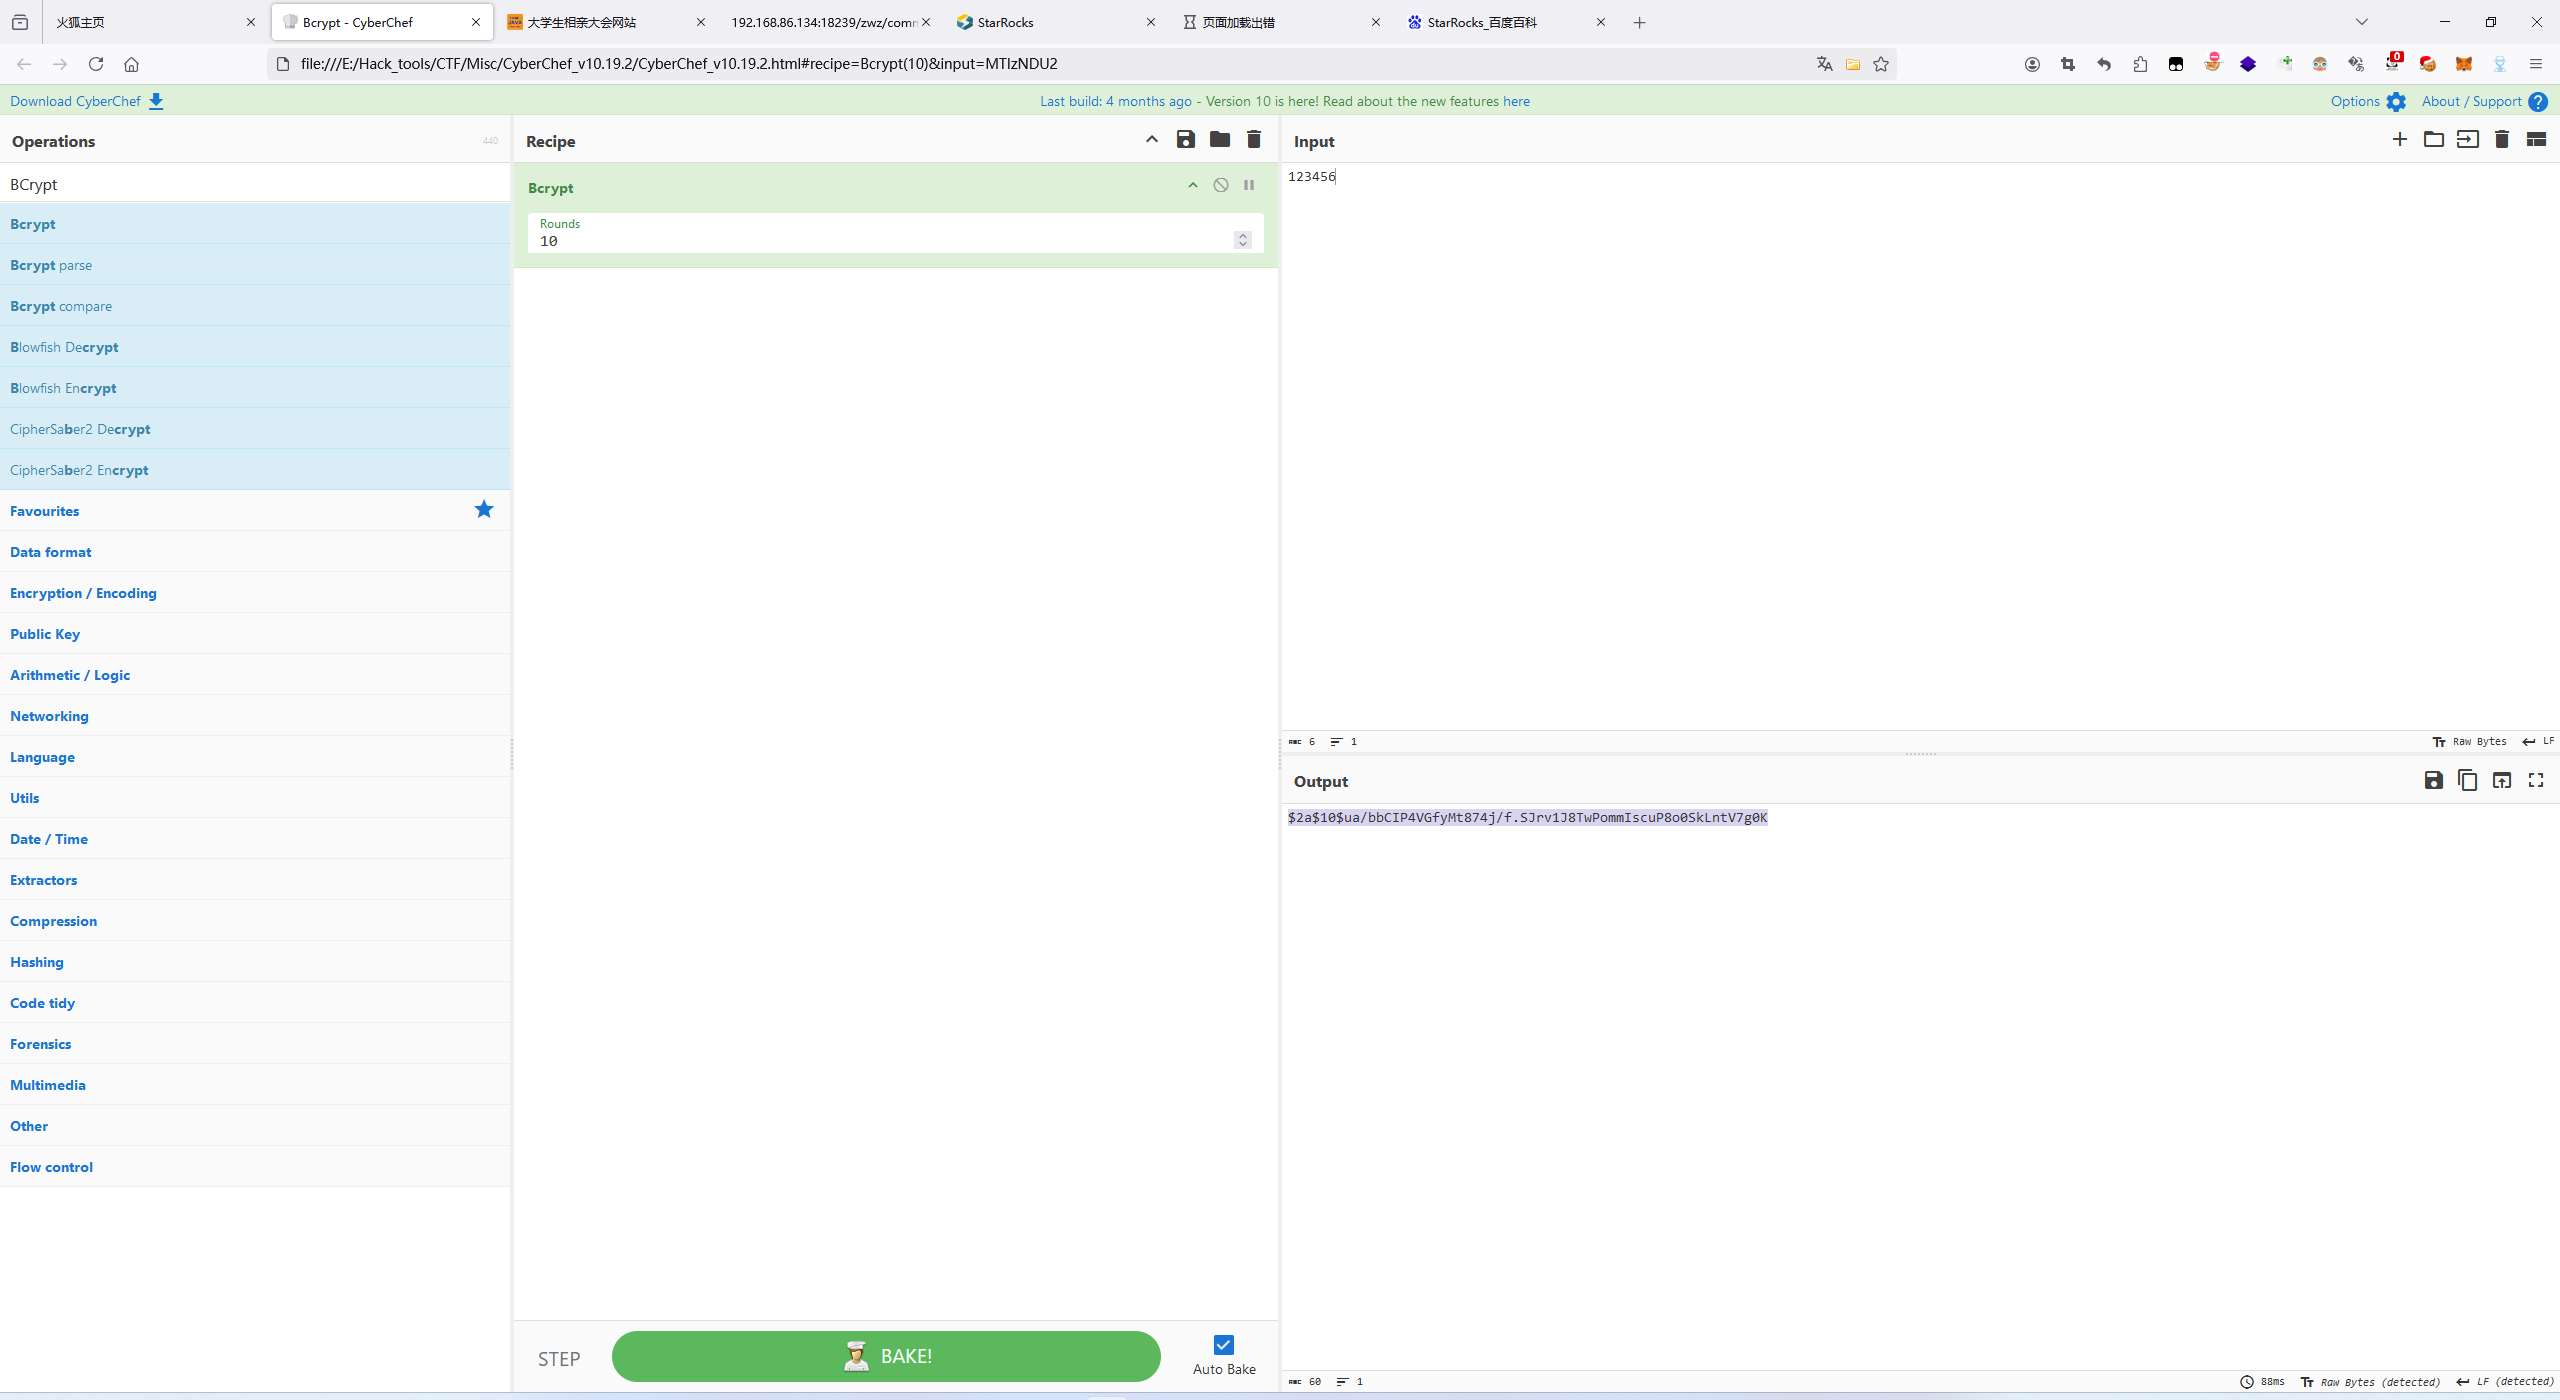 火狐主页
Bcrypt - CyberChef
大学生相亲大会网站
192.168.86.134:18239/zwz/comm
StarRocks
页面加载出错
StarRocks_百度百科
file:///E:/Hack_tools/CTF/Misc/CyberChef_v10.19.2/CyberChef_v10.19.2.html#recipe=Bcrypt(10)&input=MTIzNDU2
0
Download CyberChef
Last build: 4 months ago - Version 10 is here! Read about the new features here
Options
About / Support
Operations
440
BCrypt
Bcrypt
Bcrypt parse
Bcrypt compare
Blowfish Decrypt
Blowfish Encrypt
CipherSaber2 Decrypt
CipherSaber2 Encrypt
Favourites
Data format
Encryption / Encoding
Public Key
Arithmetic / Logic
Networking
Language
Utils
Date / Time
Extractors
Compression
Hashing
Code tidy
Forensics
Multimedia
Other
Flow control
Recipe
Bcrypt
Rounds
10
STEP
BAKE!
Auto Bake
Input
123456
6
1
Raw Bytes
LF
Output
$2a$10$ua/bbCIP4VGfyMt874j/f.SJrv1J8TwPommIscuP8o0SkLntV7g0K
60
1
88ms
Raw Bytes (detected)
LF (detected)